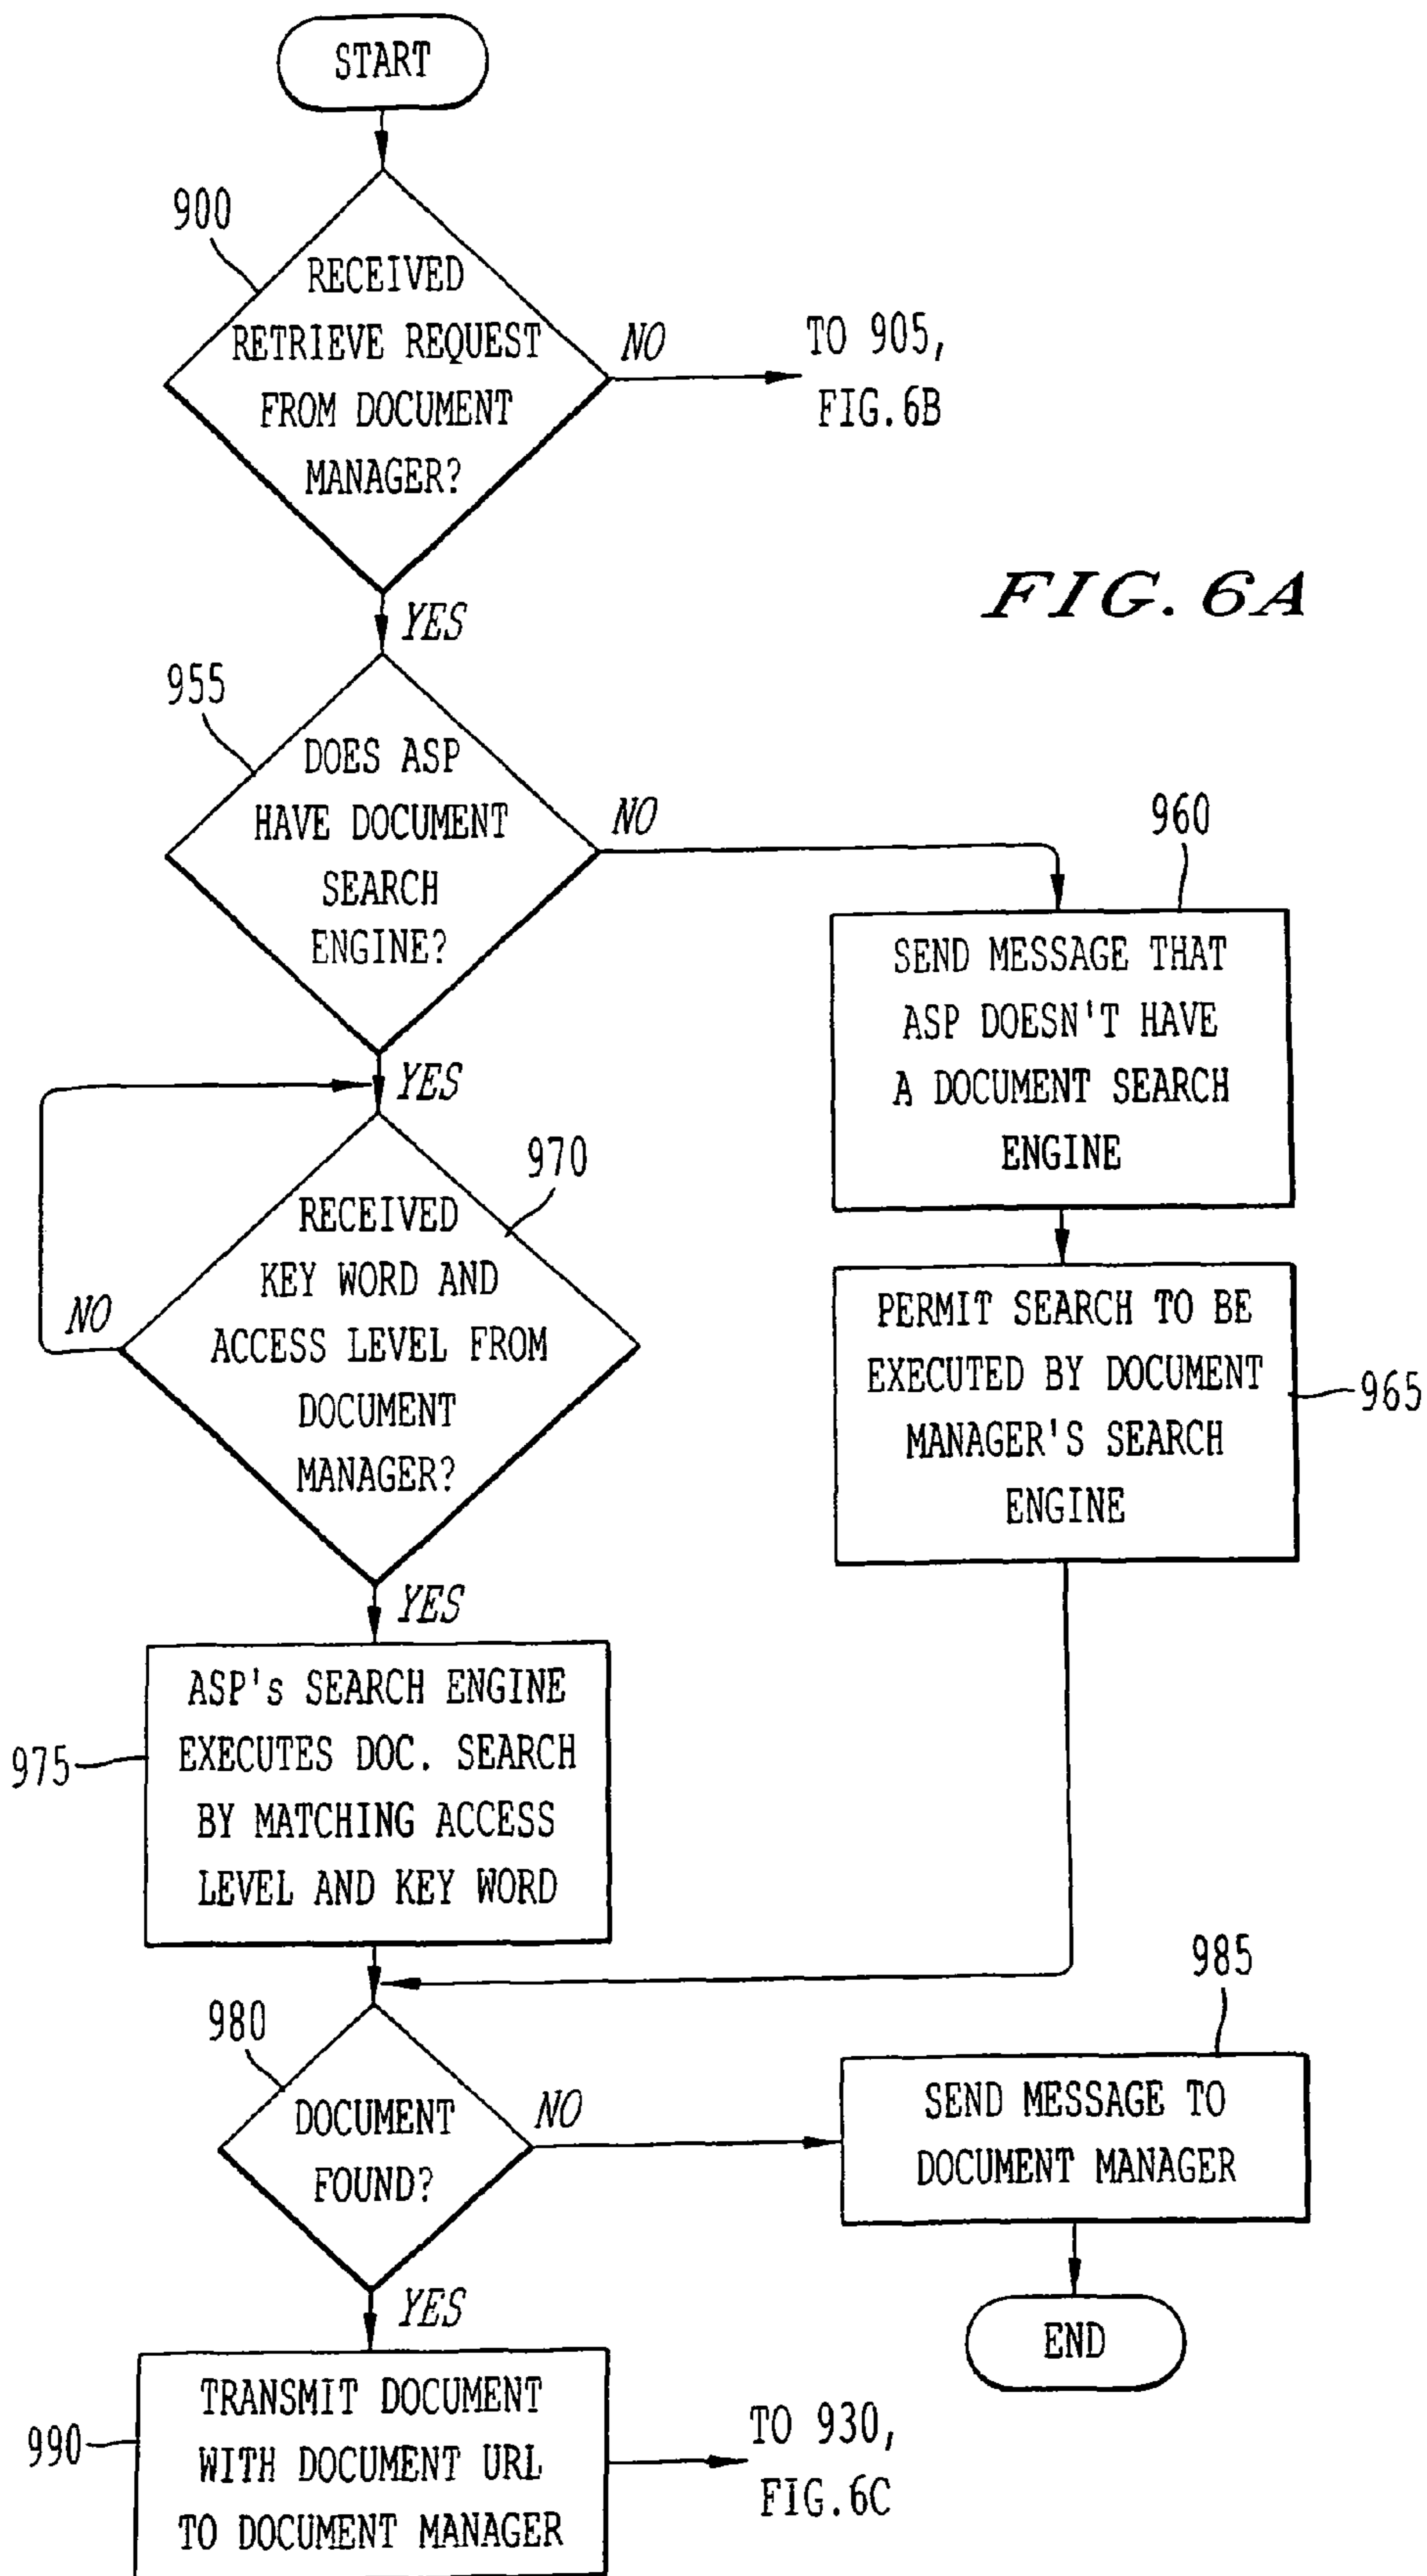 START
900
RECEIVED
RETRIEVE REQUEST
FROM DOCUMENT
MANAGER?
NO
TO 905,
FIG.6B
FIG. 6A
YES
955
DOES ASP
HAVE DOCUMENT
SEARCH
ENGINE?
NO
960
SEND MESSAGE THAT
ASP DOESN'T HAVE
A DOCUMENT SEARCH
ENGINE
YES
970
RECEIVED
KEY WORD AND
ACCESS LEVEL FROM
DOCUMENT
MANAGER?
NO
PERMIT SEARCH TO BE
EXECUTED BY DOCUMENT
MANAGER'S SEARCH
ENGINE
965
YES
ASP's SEARCH ENGINE
EXECUTES DOC. SEARCH
BY MATCHING ACCESS
LEVEL AND KEY WORD
975
980
DOCUMENT
FOUND?
NO
985
SEND MESSAGE TO
DOCUMENT MANAGER
END
YES
TRANSMIT DOCUMENT
WITH DOCUMENT URL
TO DOCUMENT MANAGER
990
TO 930,
FIG.6C